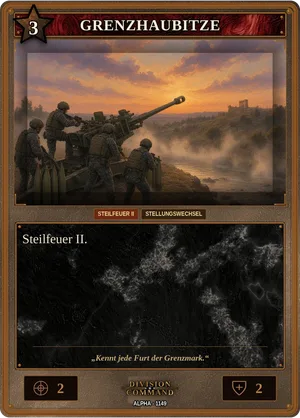 3
GRENZHAUBITZE
STEILFEUER II
STELLUNGSWECHSEL
Steilfeuer II.
„Kennt jede Furt der Grenzmark.“
2
DIVISION
COMMAND
ALPHA · 1149
2